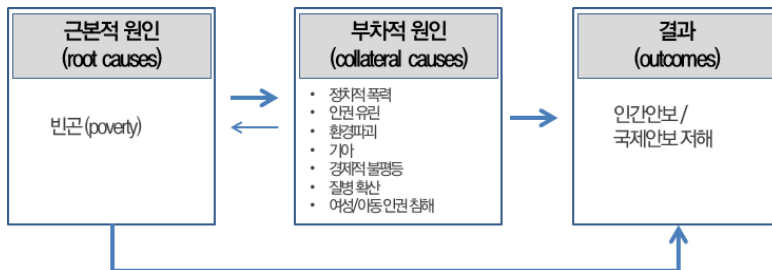 근본적 원인
(root causes)
빈곤 (poverty)
부차적 원인
(collateral causes)
• 정치적 폭력
• 인권 유린
• 환경파괴
• 기아
• 경제적 불평등
• 질병 확산
• 여성/아동 인권 침해
결과
(outcomes)
인간안보 /
국제안보 저해